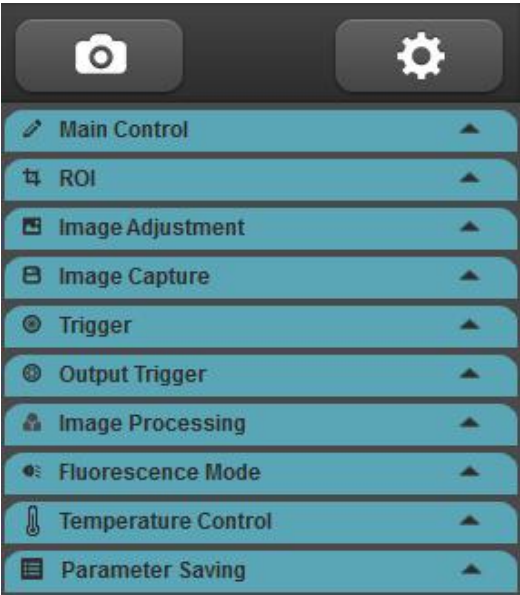 Main Control
ROI
Image Adjustment
Image Capture
Trigger
Output Trigger
Image Processing
Fluorescence Mode
Temperature Control
Parameter Saving